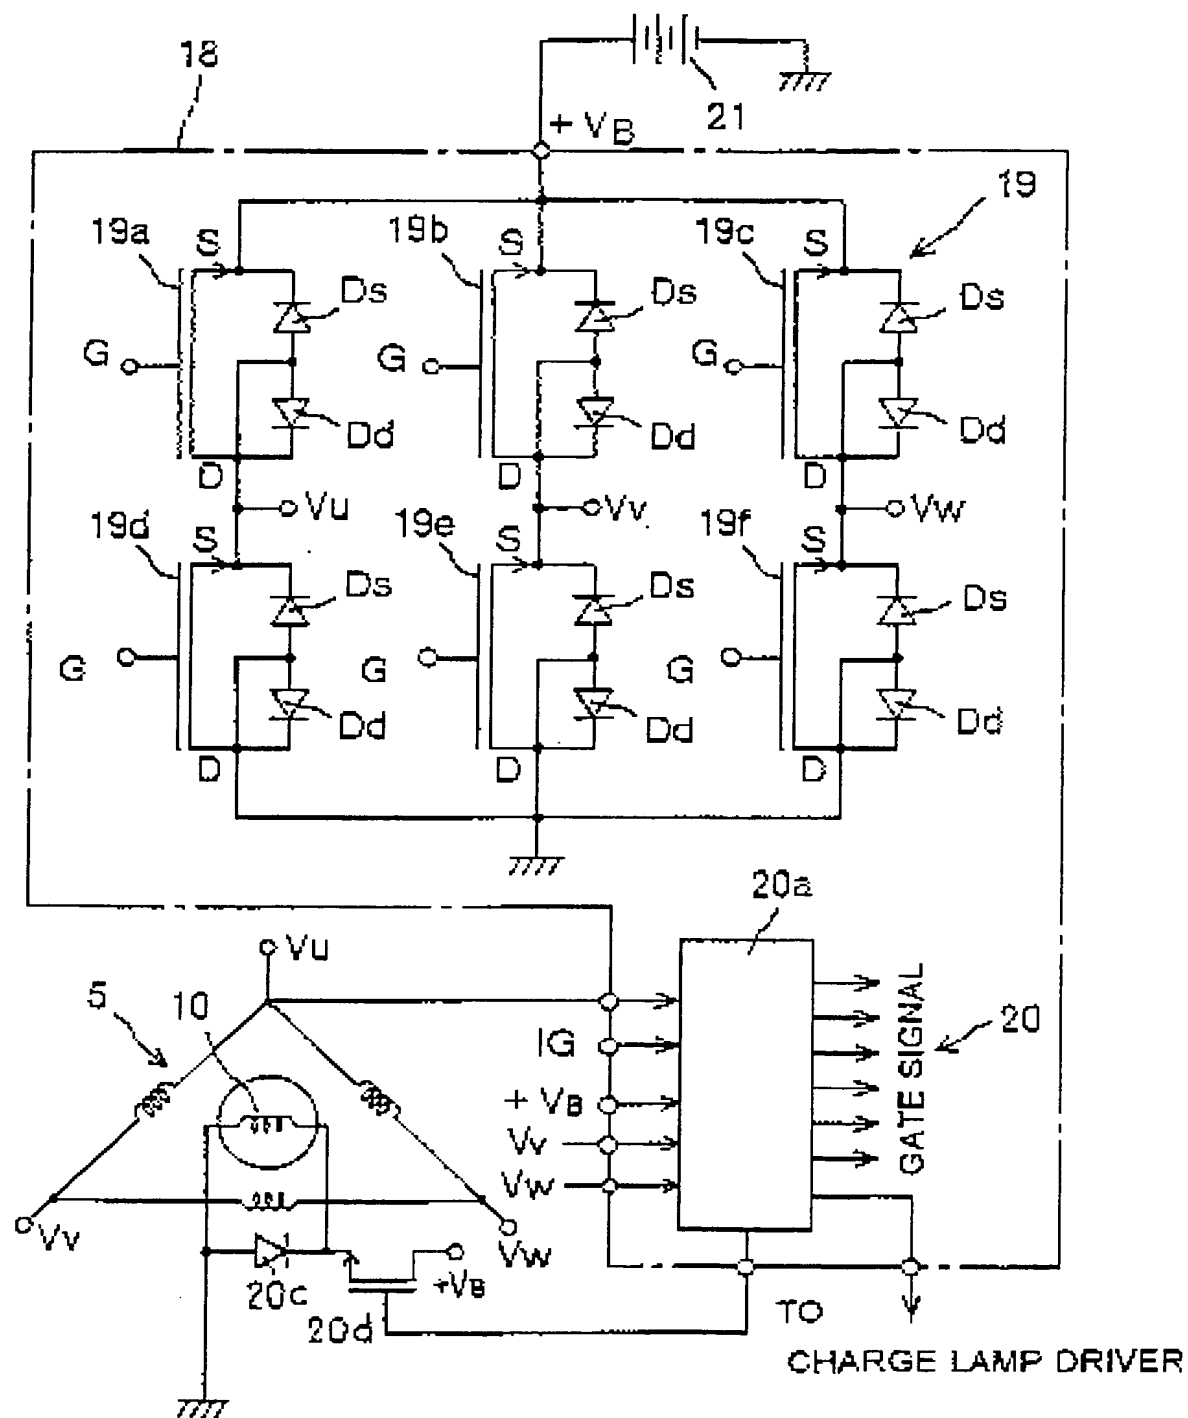 18
21
+ VB
19
19a
S
Ds
G
Dd
D
19b
S
Ds
G
Dd
D
19c
S
Ds
G
Dd
D
Vu
Vv
Vw
19d
S
Ds
G
Dd
D
19e
S
Ds
G
Dd
D
19f
S
Ds
G
Dd
D
20a
Vu
5
10
IG
+ VB
Vv
Vw
GATE SIGNAL
20
Vv
Vw
20c
+VB
20d
TO
CHARGE LAMP DRIVER